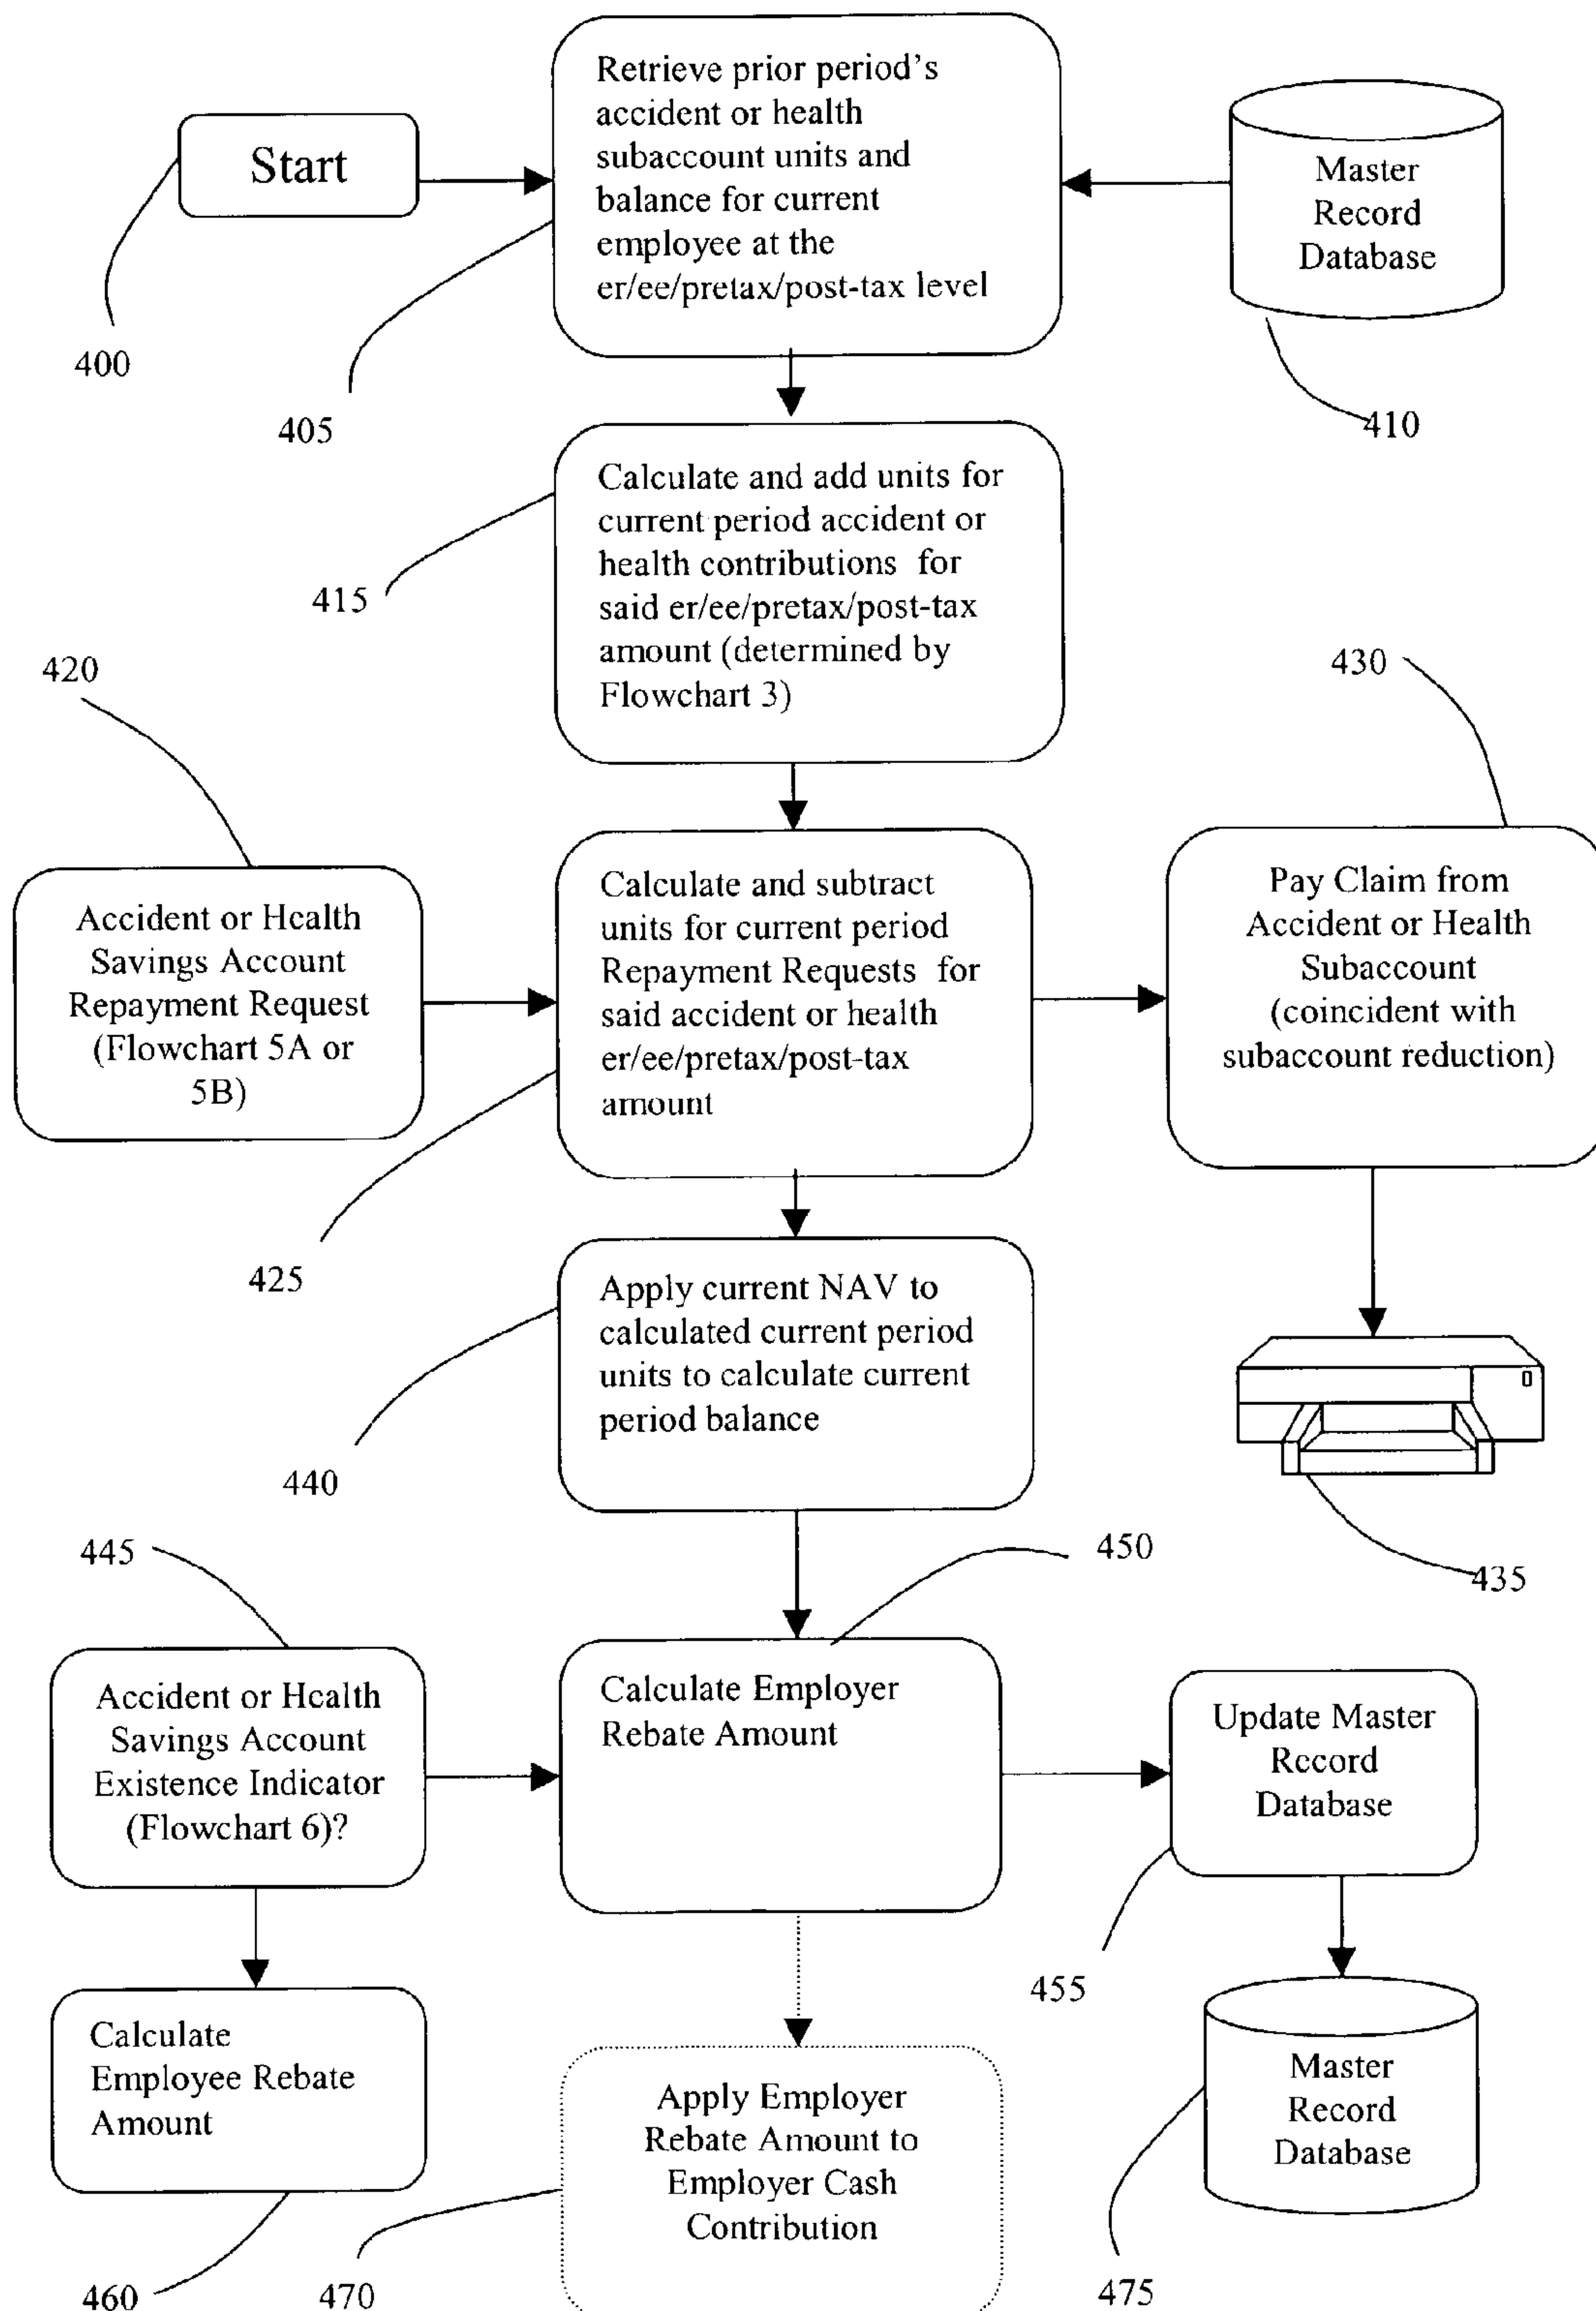 Retrieve prior period's
accident or health
subaccount units and
balance for current
employee at the
er/ee/pretax/post-tax level
Start
Master
Record
Database
400
405
410
Calculate and add units for
current period accident or
health contributions for
said er/ee/pretax/post-tax
amount (determined by
Flowchart 3)
415
420
430
Accident or Health
Savings Account
Repayment Request
(Flowchart 5A or
5B)
Calculate and subtract
units for current period
Repayment Requests for
said accident or health
er/ee/pretax/post-tax
amount
Pay Claim from
Accident or Health
Subaccount
(coincident with
subaccount reduction)
425
Apply current NAV to
calculated current period
units to calculate current
period balance
440
435
445
450
Accident or Health
Savings Account
Existence Indicator
(Flowchart 6)?
Calculate Employer
Rebate Amount
Update Master
Record
Database
455
Calculate
Employee Rebate
Amount
Apply Employer
Rebate Amount to
Employer Cash
Contribution
Master
Record
Database
460
470
475